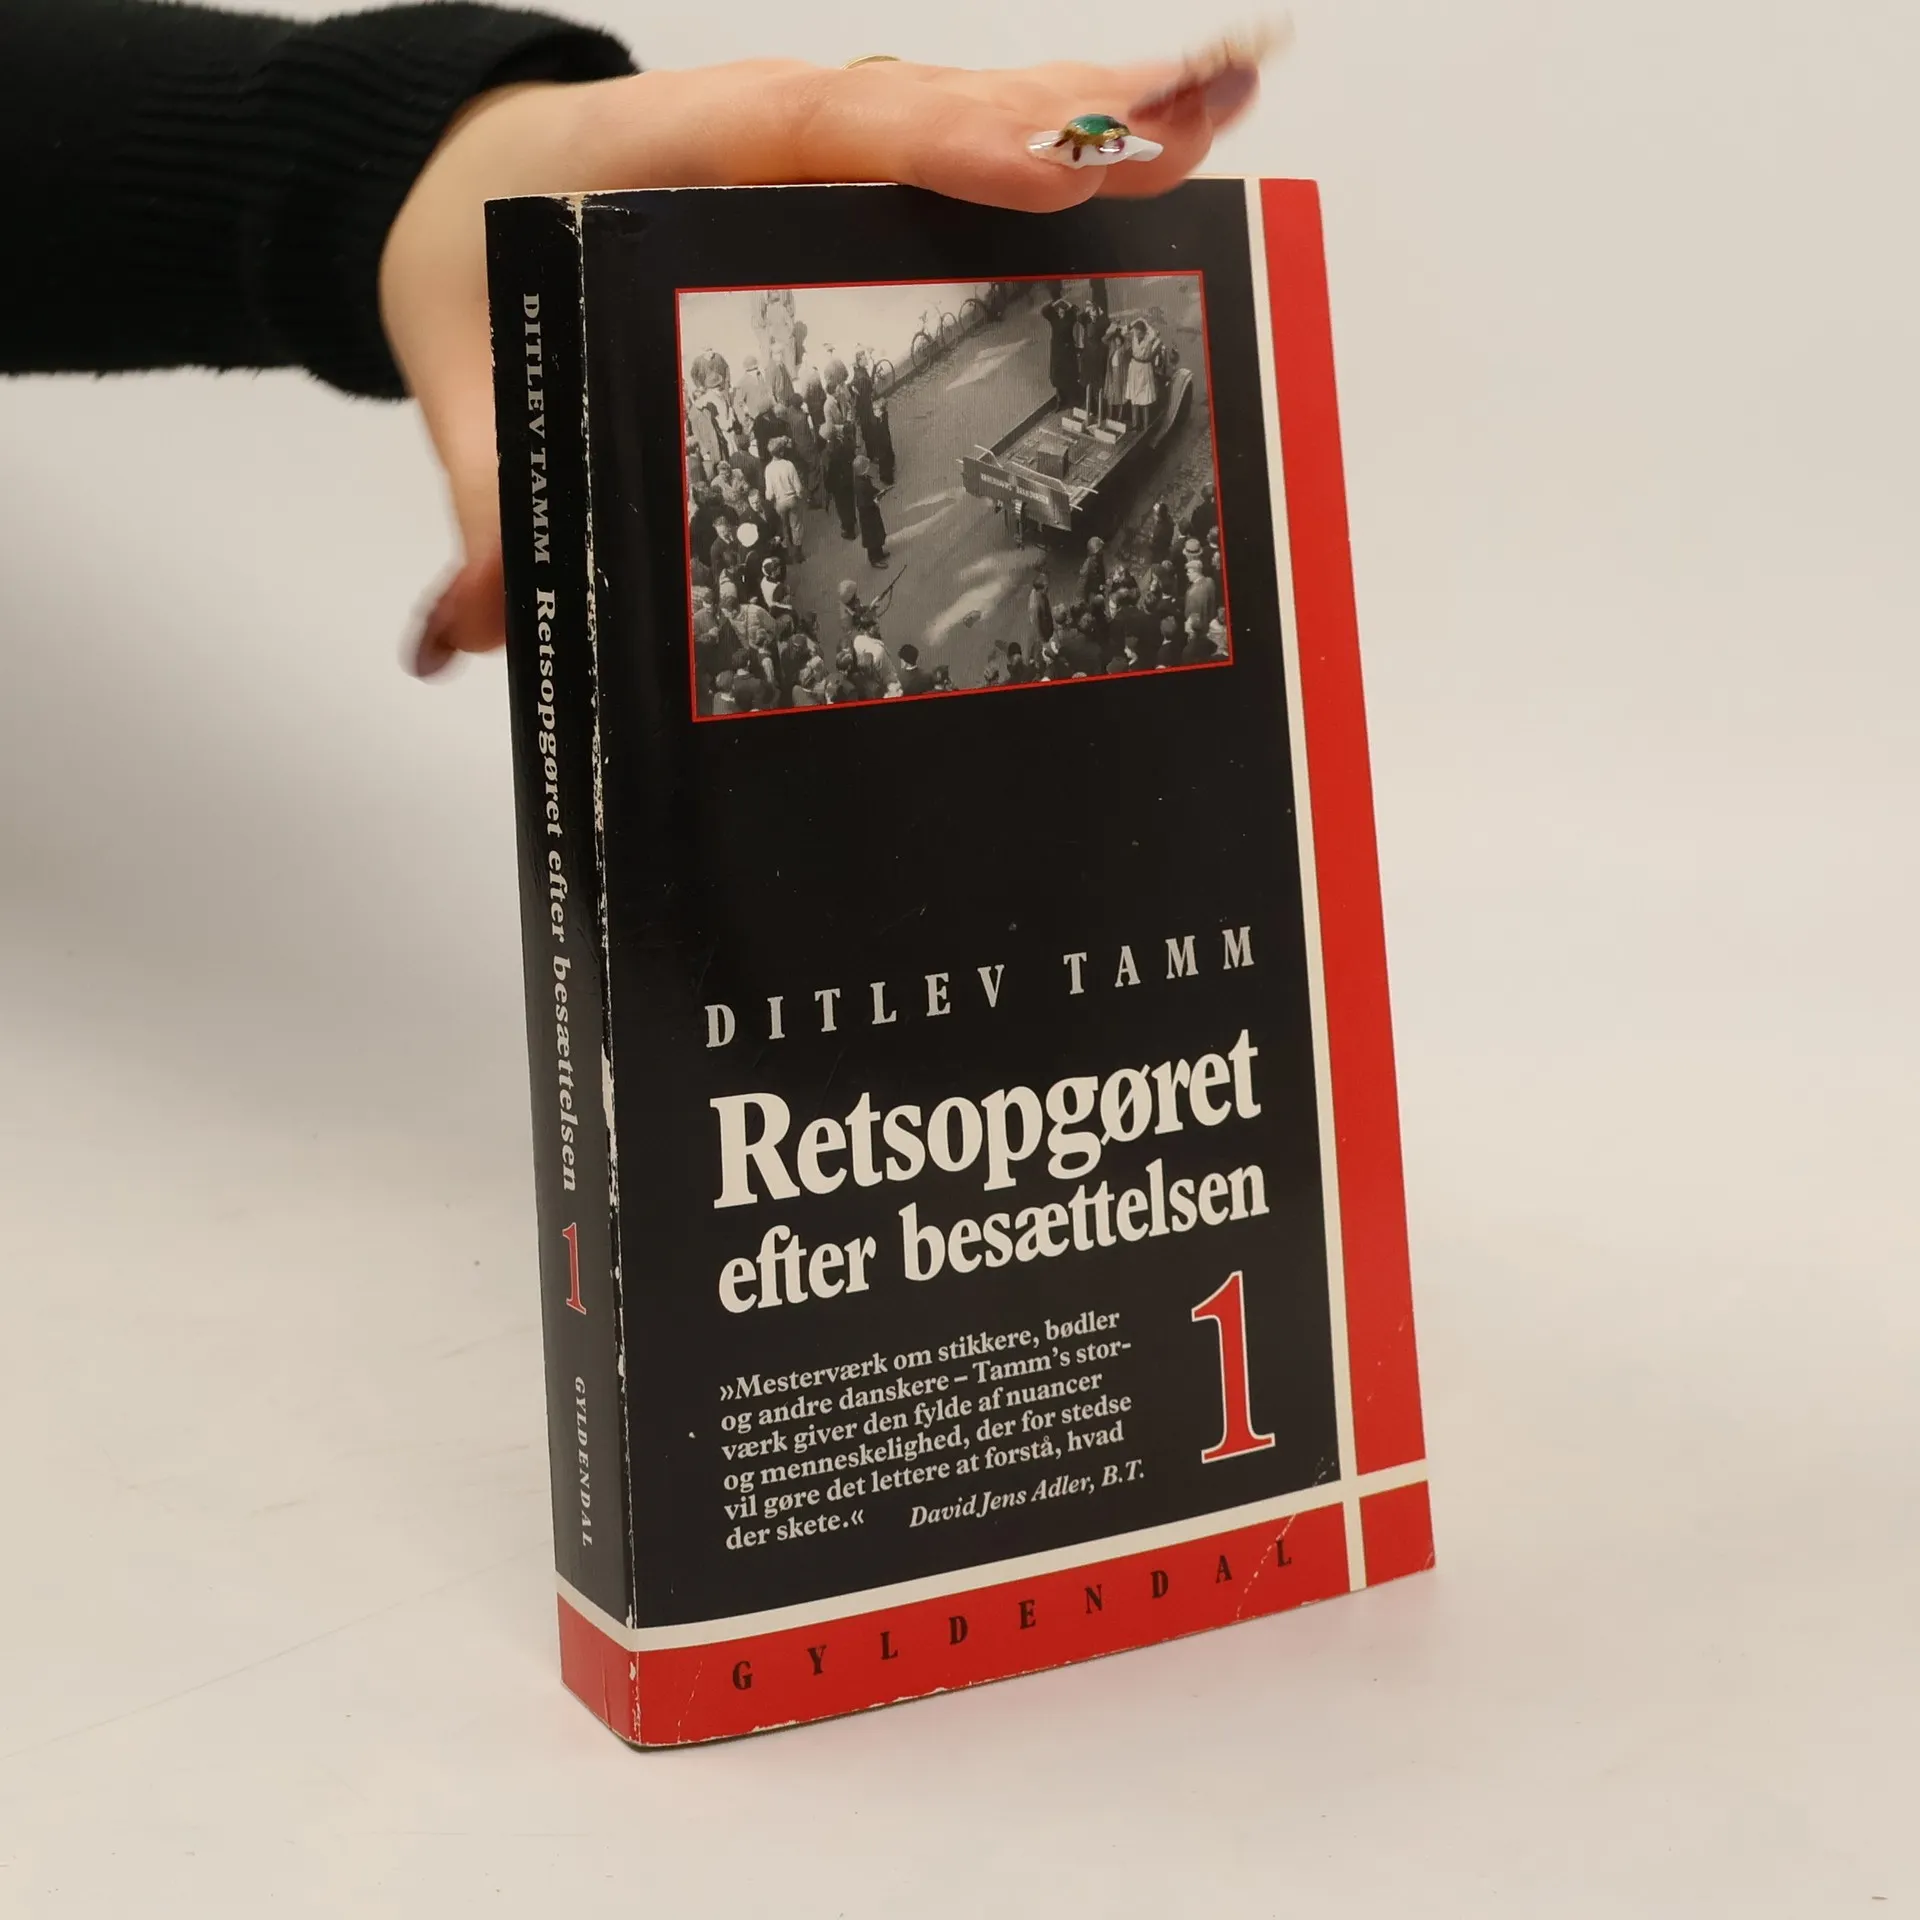 DITLEV TAMM Retsopgøret efter besættelsen 1 GYLDENDAL
DITLEV TAMM
Retsopgøret
efter besættelsen
1
»Mesterværk om stikkere, bødler
og andre danskere – Tamm's stor-
værk giver den fylde af nuancer
og menneskelighed, der for stedse
vil gøre det lettere at forstå, hvad
der skete.« David Jens Adler, B.T.
GYLDENDAL